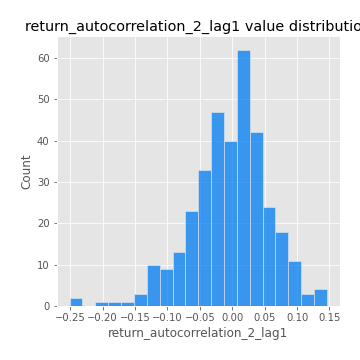 return_autocorrelation_2_lag1 value distributio
60
50
40
30
20
10
0
Count
−0.25 −0.20 −0.15 −0.10 −0.05 0.00 0.05 0.10 0.15
return_autocorrelation_2_lag1